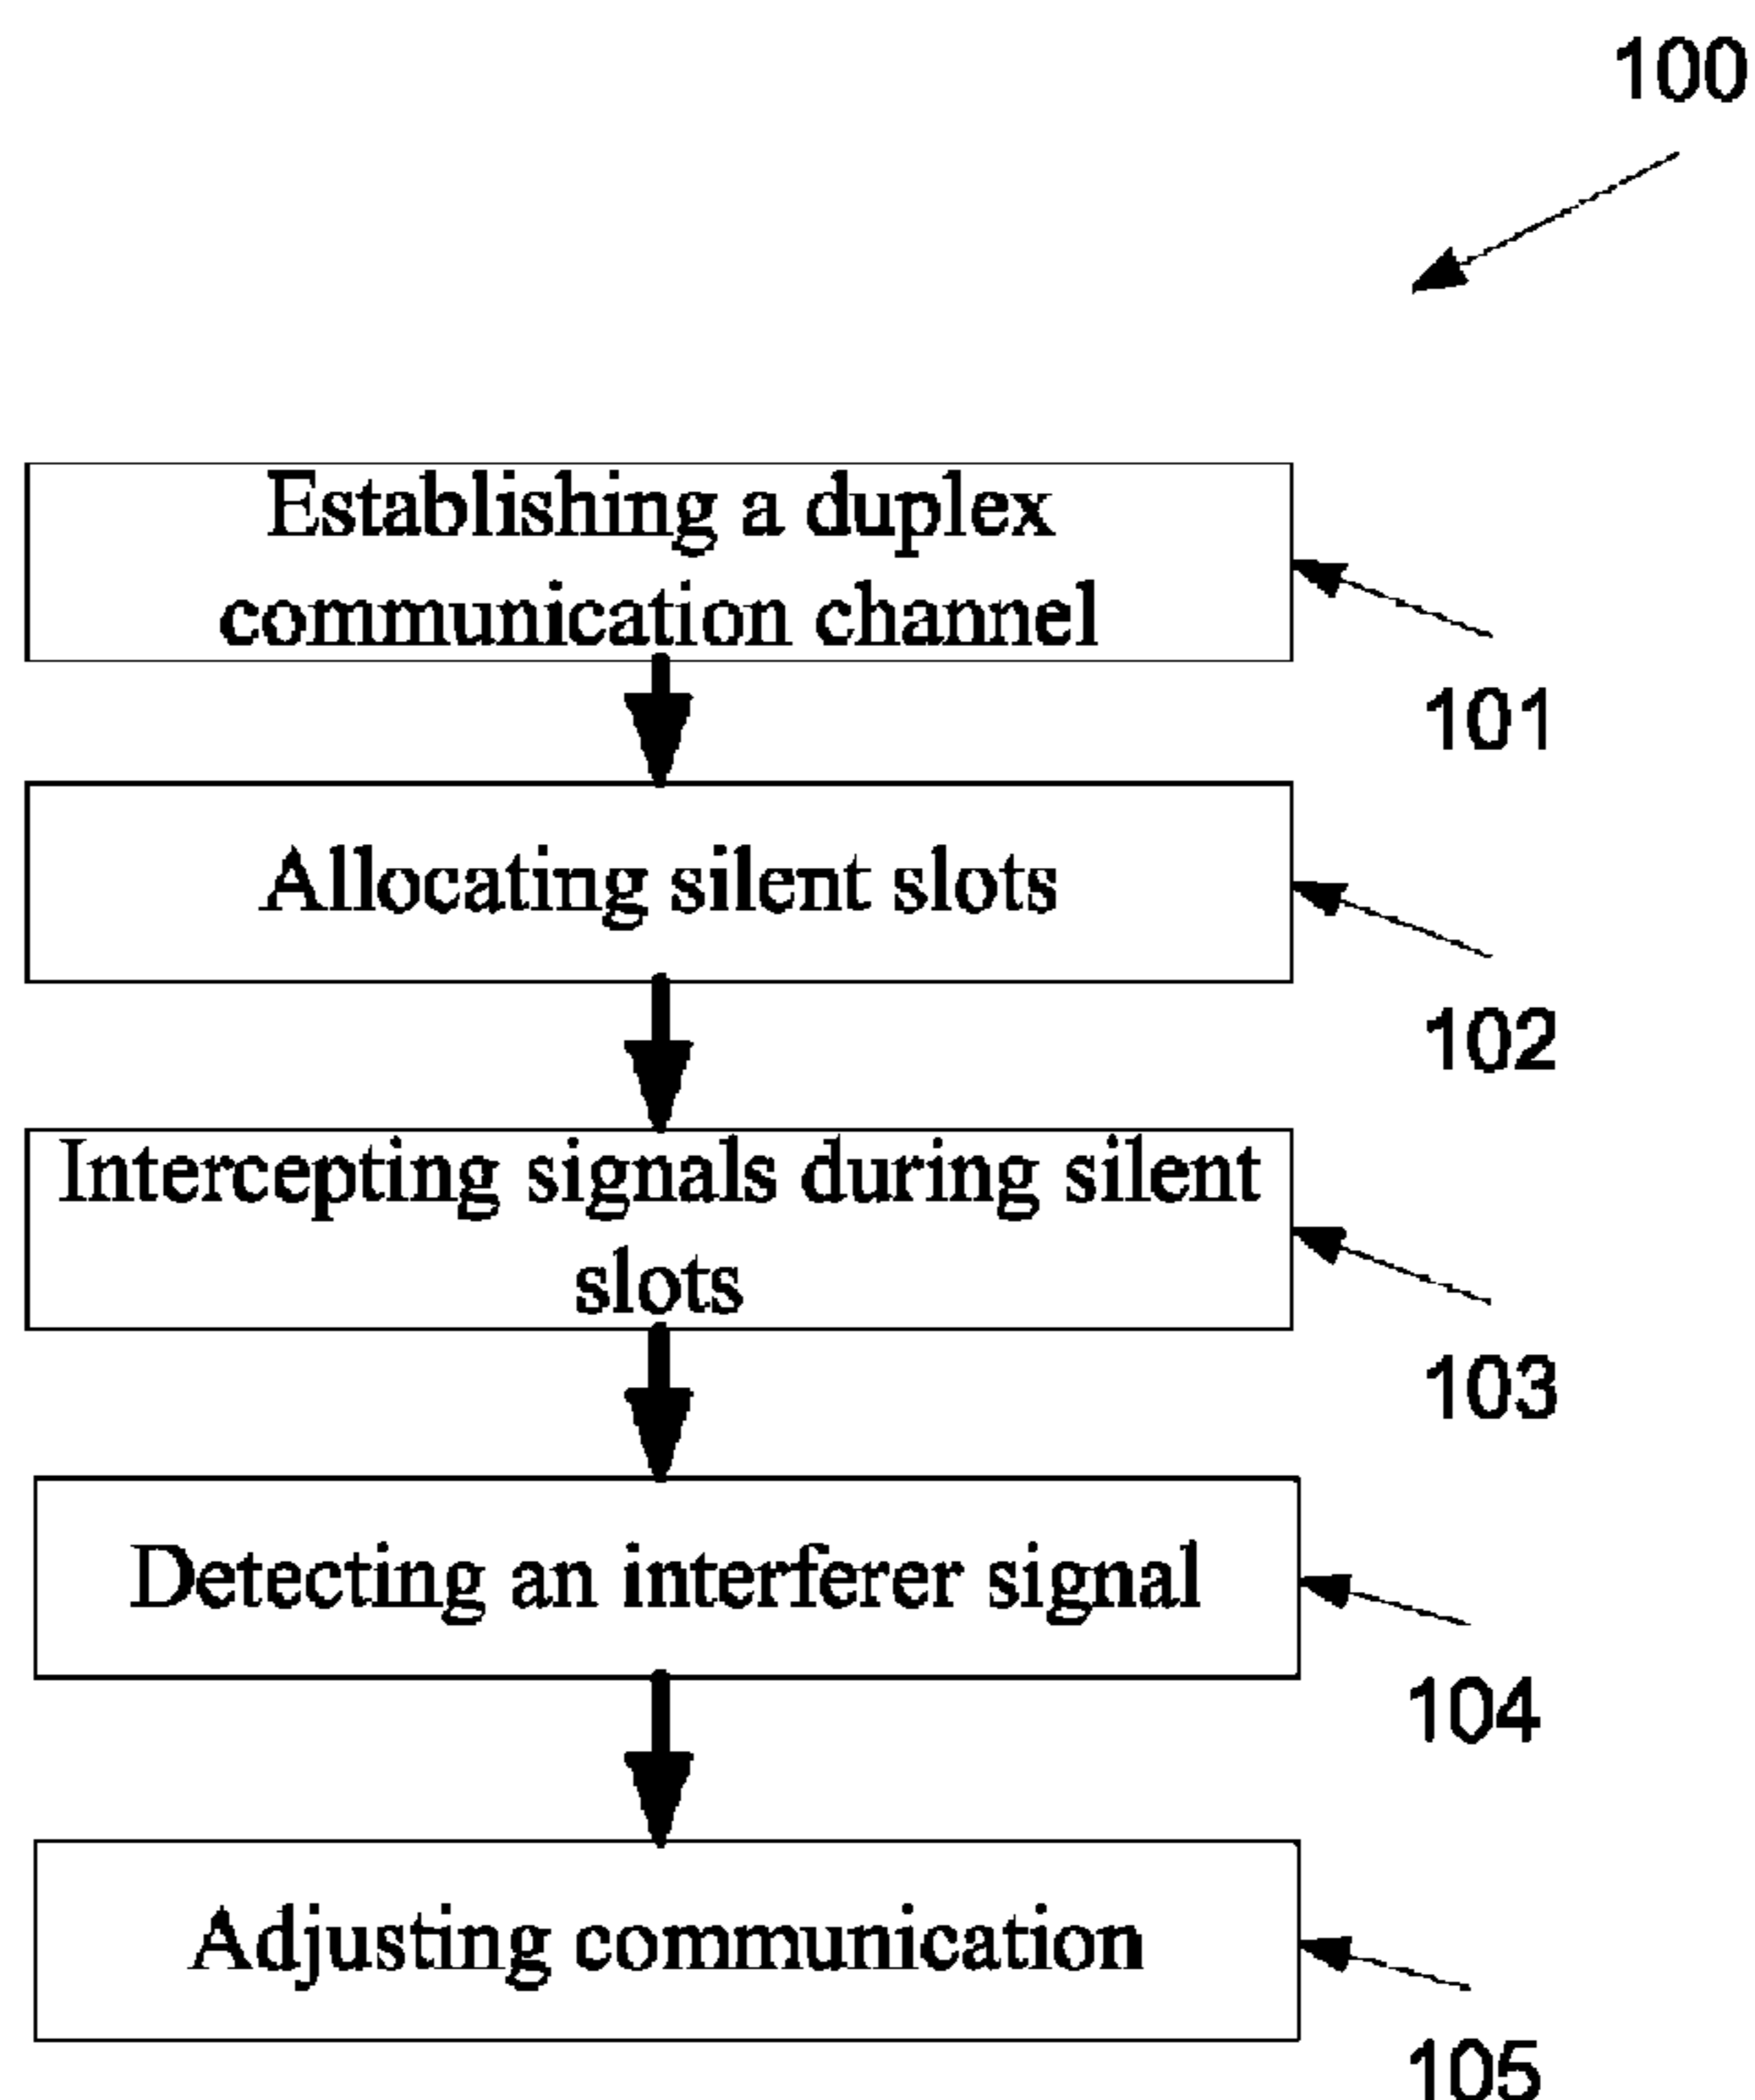 100
Establishing a duplex
communication channel
101
Allocating silent slots
102
Intercepting signals during silent
slots
103
Detecting an interferer signal
104
Adjusting communication
105